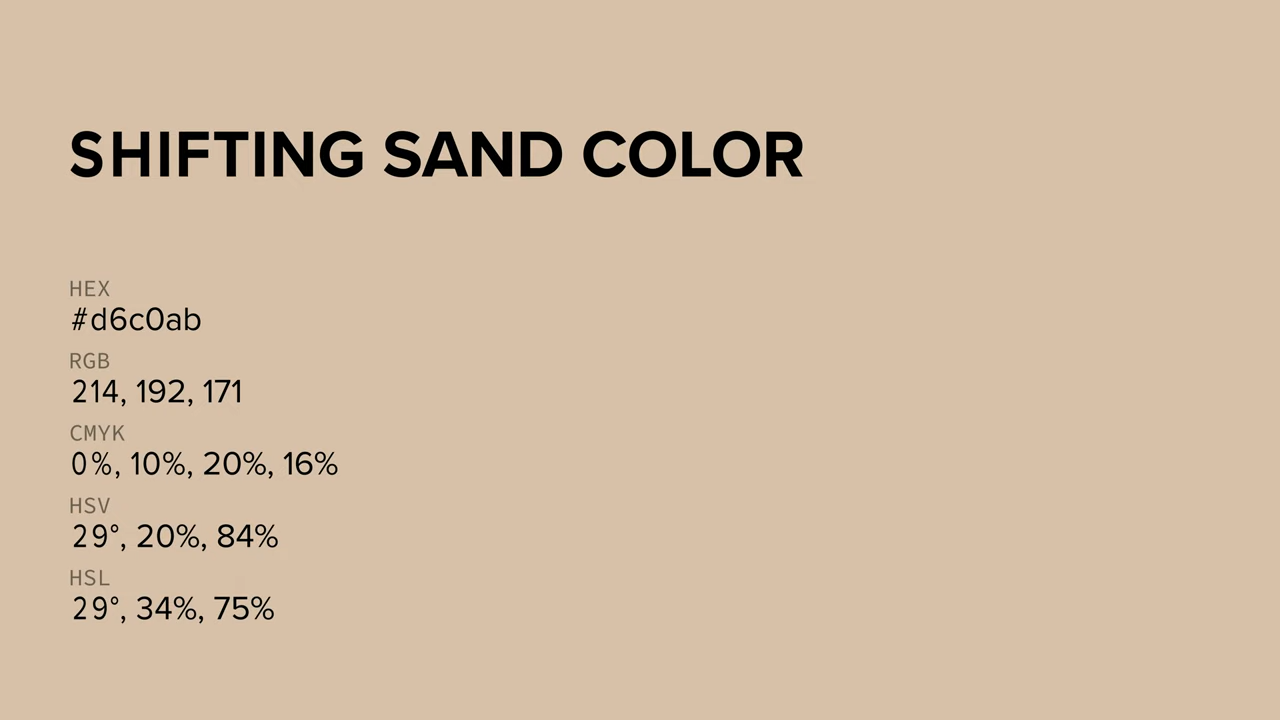 SHIFTING SAND COLOR
HEX
#d6c0ab
RGB
214, 192, 171
CMYK
0%, 10%, 20%, 16%
HSV
29°, 20%, 84%
HSL
29°, 34%, 75%